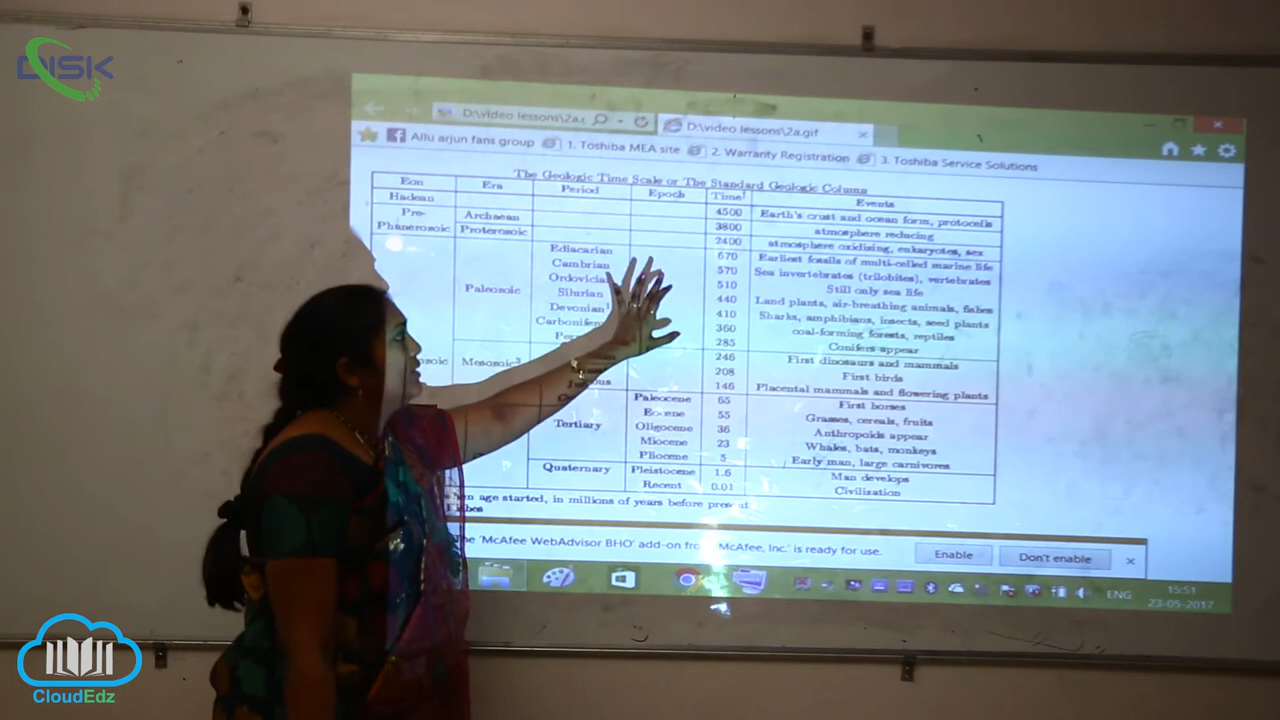 DISK
D:\video lessons\2a.
D:\video lessons\2a.gif
Allu arjun fans group 1. Toshiba MEA site 2. Warranty Registration 3. Toshiba Service Solutions
The Geologic Time Scale or The Standard Geologic Column
Eon Era Period Epoch Time† Events
Hadean 4500 Earth's crust and ocean form, protocells
Pre- Archaean 3800 atmosphere reducing
Phanerozoic Proterozoic 2400 atmosphere oxidizing, eukaryotes, sex
Ediacarian 670 Earliest fossils of multi-celled marine life
Cambrian 570 Sea invertebrates (trilobites), vertebrates
Ordovician 510 Still only sea life
Paleozoic Silurian 440 Land plants, air-breathing animals, fishes
Devonian 410 Sharks, amphibians, insects, seed plants
Carbonife 360 coal-forming forests, reptiles
Pe 285 Conifers appear
ozoic Mesozoic 246 First dinosaurs and mammals
208 First birds
146 Placental mammals and flowering plants
Paleocene 65 First horses
Eocene 55 Grasses, cereals, fruits
Tertiary Oligocene 36 Anthropoids appear
Miocene 23 Whales, bats, monkeys
Pliocene 5 Early man, large carnivores
Quaternary Pleistocene 1.6 Man develops
Recent 0.01 Civilization
hen age started, in millions of years before present
The 'McAfee WebAdvisor BHO' add-on from 'McAfee, Inc.' is ready for use.
Enable Don't enable
ENG 15:51
23-05-2017
CloudEdz